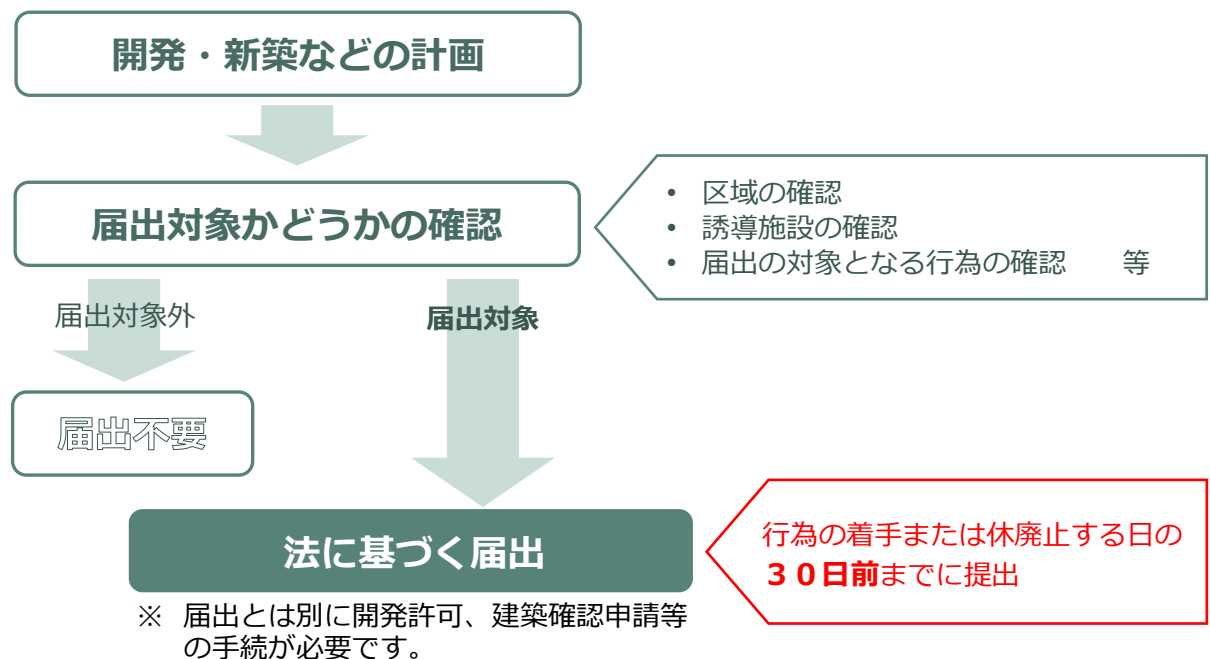 開発・新築などの計画
届出対象かどうかの確認
• 区域の確認
• 誘導施設の確認
• 届出の対象となる行為の確認　　等
届出対象外
届出対象
届出不要
法に基づく届出
行為の着手または休廃止する日の
３０日前までに提出
※ 届出とは別に開発許可、建築確認申請等
の手続が必要です。